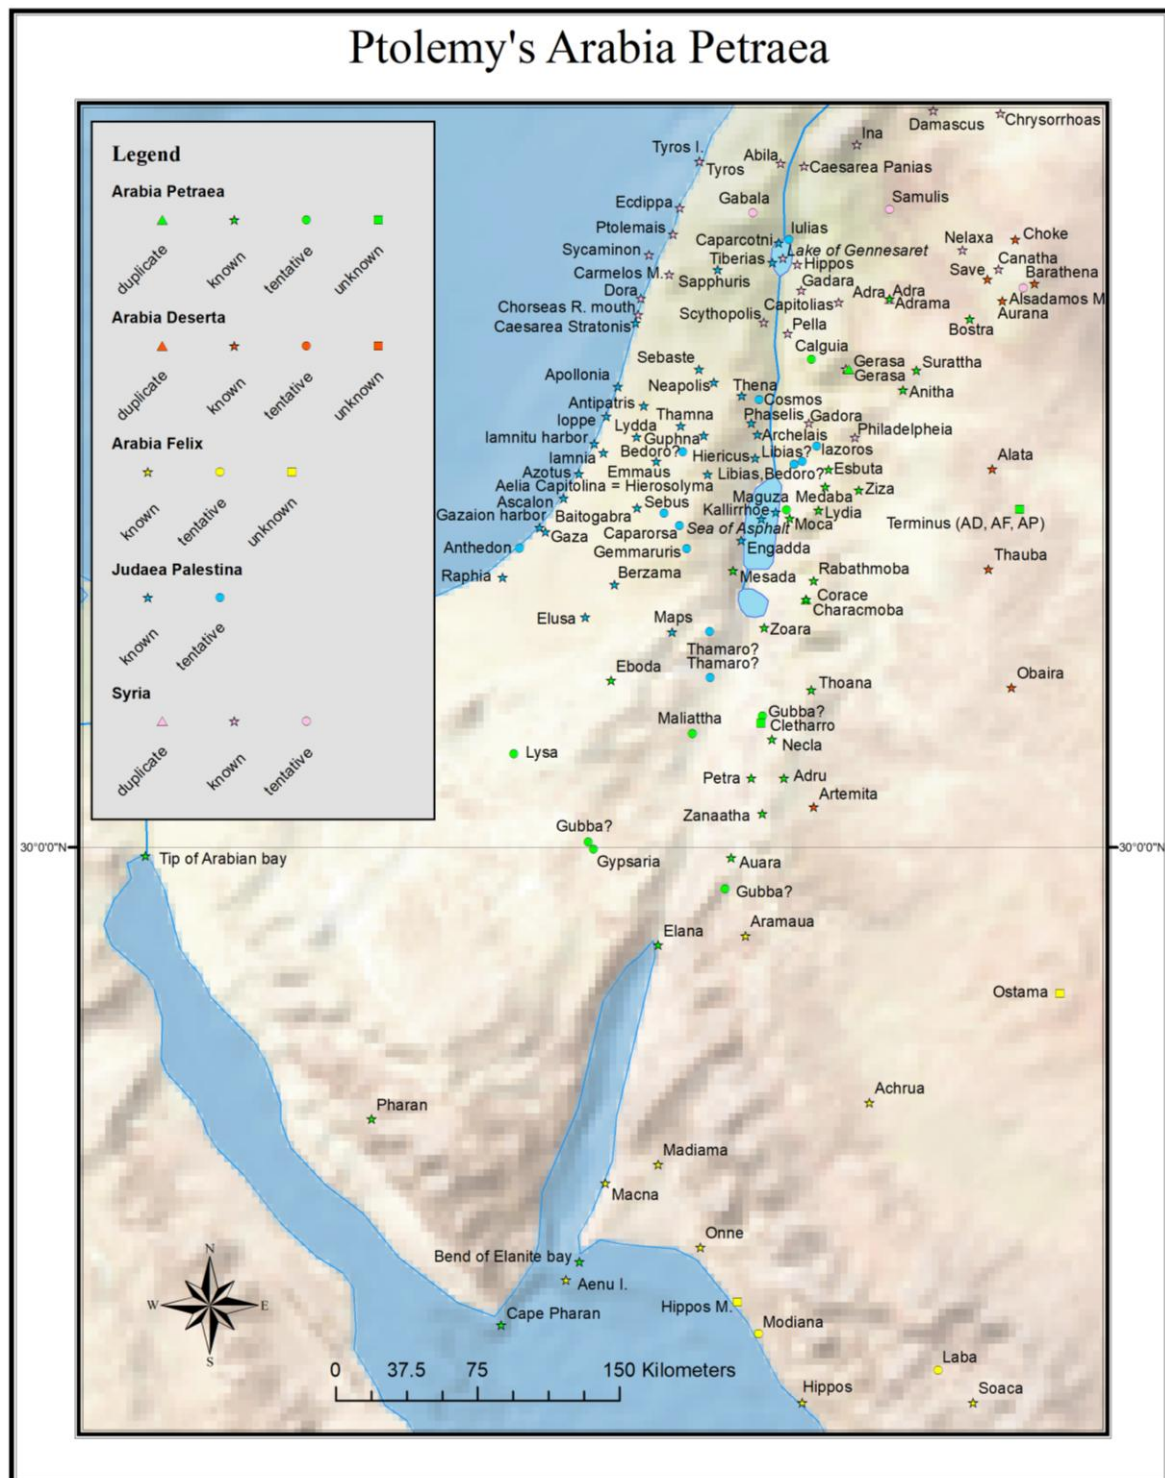 Ptolemy's Arabia Petraea
Legend
Arabia Petraea
duplicate
known
tentative
unknown
Arabia Deserta
duplicate
known
tentative
unknown
Arabia Felix
known
tentative
unknown
Judaea Palestina
known
tentative
Syria
duplicate
known
tentative
Damascus
Chrysorrhoas
Ina
Tyros I.
Tyros
Abila
Caesarea Panias
Ecdippa
Gabala
Samulis
Ptolemais
Caparcotni
Iulias
Nelaxa
Choke
Sycaminon
Tiberias
Lake of Gennesaret
Hippos
Canatha
Carmelos M.
Sapphuris
Save
Barathena
Gadara
Dora
Capitolias
Adra
Adra
Adrama
Alsadamos M
Chorseas R. mouth
Aurana
Caesarea Stratonis
Scythopolis
Pella
Bostra
Calguia
Sebaste
Gerasa
Gerasa
Surattha
Apollonia
Neapolis
Thena
Anitha
Antipatris
Cosmos
Ioppe
Thamna
Phaselis
Gadora
Lydda
Iamnitu harbor
Guphna
Archelais
Philadelpheia
Iamnia
Bedoro?
Hiericus
Libias?
Iazoros
Azotus
Emmaus
Libias,Bedoro?
Esbuta
Alata
Aelia Capitolina = Hierosolyma
Ziza
Ascalon
Sebus
Maguza
Medaba
Gazaion harbor
Baitogabra
Kallirrhoe
Lydia
Gaza
Caparorsa
Sea of Asphalt
Moca
Terminus (AD, AF, AP)
Anthedon
Gemmaruris
Engadda
Thauba
Raphia
Berzama
Mesada
Rabathmoba
Corace
Characmoba
Elusa
Maps
Zoara
Thamaro?
Thamaro?
Eboda
Thoana
Obaira
Maliattha
Gubba?
Cletharro
Necla
Lysa
Petra
Adru
Artemita
Zanaatha
Gubba?
30°0'0"N
30°0'0"N
Tip of Arabian bay
Gypsaria
Auara
Gubba?
Aramaua
Elana
Ostama
Achrua
Pharan
Madiama
Macna
Onne
Bend of Elanite bay
Aenu I.
Hippos M.
Cape Pharan
Modiana
Laba
Hippos
Soaca
N
W
E
S
0 37.5 75 150 Kilometers